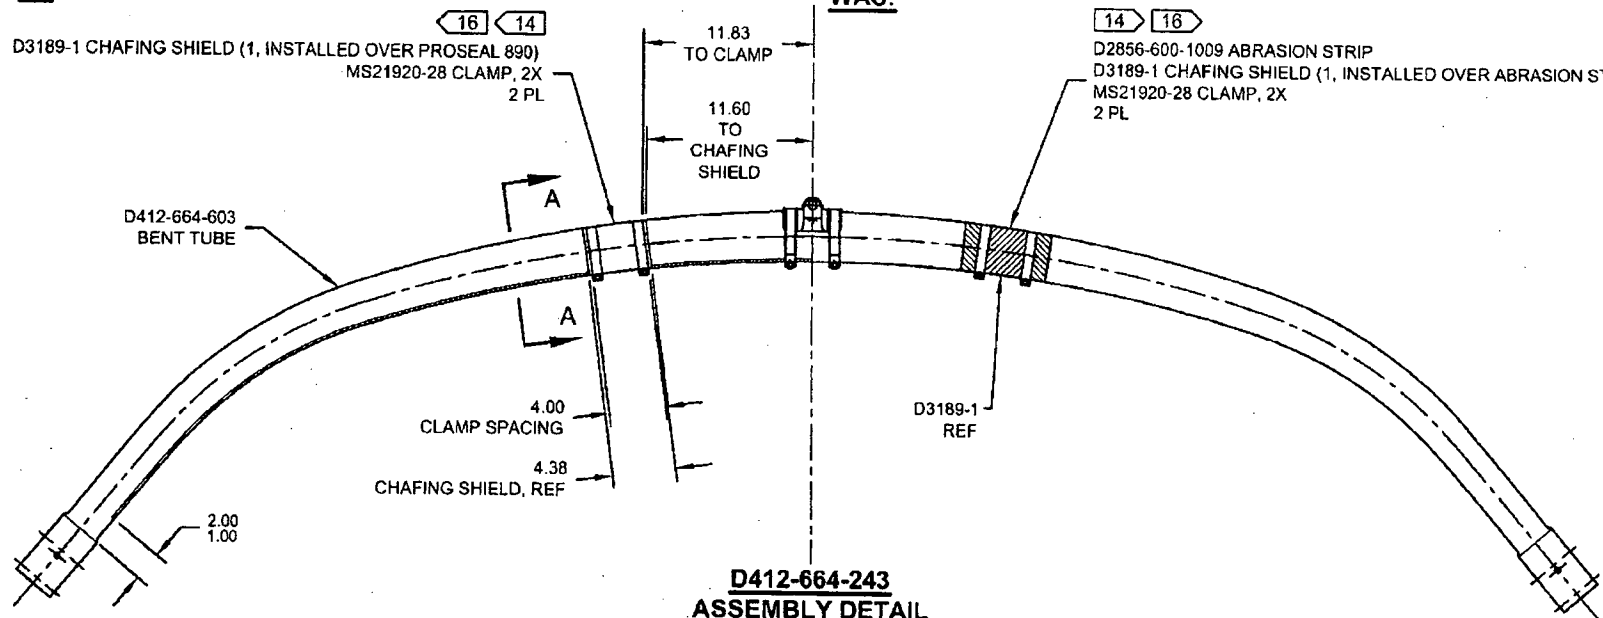 WAS:
16 14
D3189-1 CHAFING SHIELD (1, INSTALLED OVER PROSEAL 890)
MS21920-28 CLAMP, 2X
2 PL
11.83
TO CLAMP
11.60
TO
CHAFING
SHIELD
14 16
D2856-600-1009 ABRASION STRIP
D3189-1 CHAFING SHIELD (1, INSTALLED OVER ABRASION ST
MS21920-28 CLAMP, 2X
2 PL
A
D412-664-603
BENT TUBE
A
4.00
CLAMP SPACING
4.38
CHAFING SHIELD, REF
D3189-1
REF
2.00
1.00
D412-664-243
ASSEMBLY DETAIL